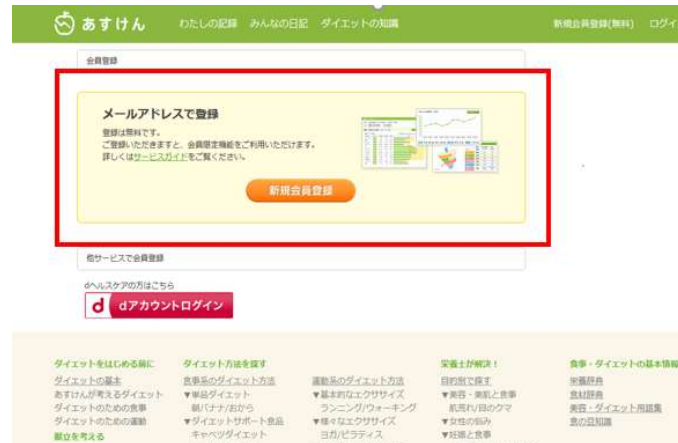 あすけん わたしの記録 みんなの日記 ダイエットの知識 新規会員登録(無料) ログイ
会員登録
メールアドレスで登録
登録は無料です。
ご登録いただきますと、会員限定機能をご利用いただけます。
詳しくはサービスガイドをご覧ください。
新規会員登録
他サービスで会員登録
dヘルスケアの方はこちら
d dアカウントログイン
ダイエットをはじめる前に ダイエット方法を探す 栄養士が解決! 食事・ダイエットの基本情報
ダイエットの基本 食事系のダイエット方法 運動系のダイエット方法 目的別で探す 栄養辞典
あすけんが考えるダイエット ▼単品ダイエット ▼基本的なエクササイズ ▼美容・美肌と食事 食材辞典
ダイエットのための食事 朝バナナ/おから ランニング/ウォーキング 肌荒れ/目のクマ 美容・ダイエット用語集
ダイエットのための運動 ▼ダイエットサポート食品 ▼様々なエクササイズ ▼女性の悩み 食の豆知識
献立を考える キャベツダイエット ヨガ/ピラティス ▼妊娠と食事